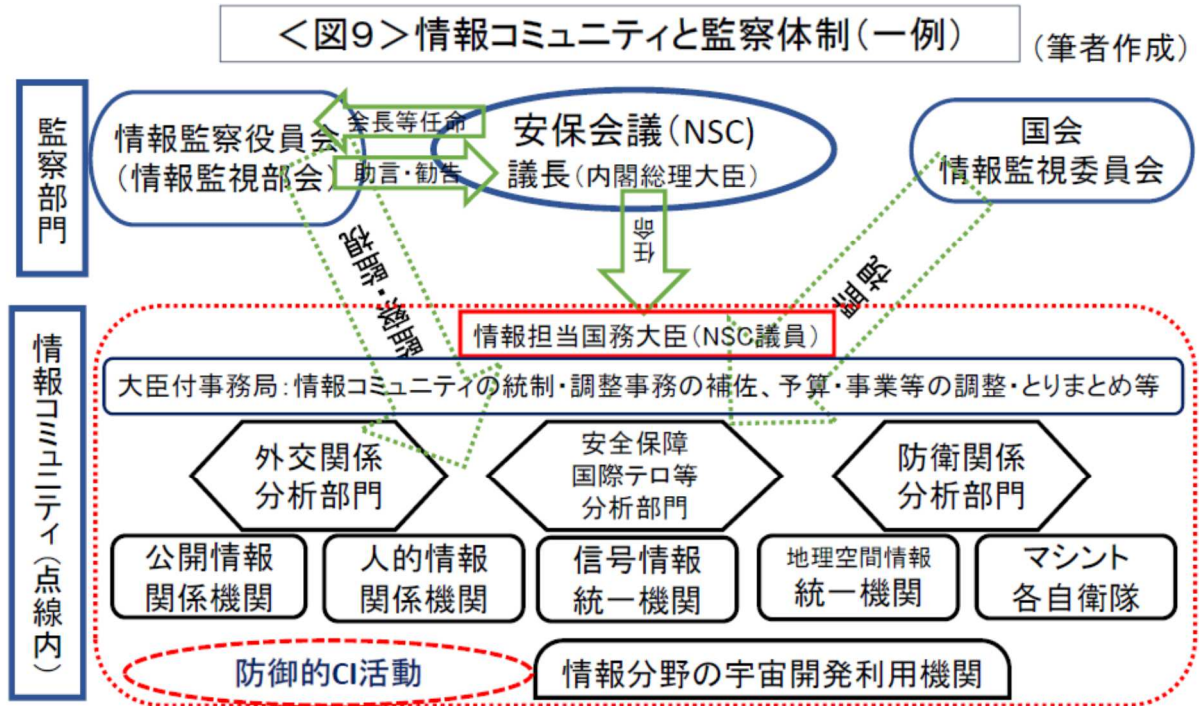 ＜図９＞情報コミュニティと監察体制（一例）
（筆者作成）
監察部門
情報監察役員会
（情報監視部会）
会長等任命
助言・勧告
安保会議（NSC）
議長（内閣総理大臣）
国会
情報監視委員会
任命
監察・監視
監視
情報コミュニティ（点線内）
情報担当国務大臣（NSC議員）
大臣付事務局：情報コミュニティの統制・調整事務の補佐、予算・事業等の調整・とりまとめ等
外交関係
分析部門
安全保障
国際テロ等
分析部門
防衛関係
分析部門
公開情報
関係機関
人的情報
関係機関
信号情報
統一機関
地理空間情報
統一機関
マシント
各自衛隊
防御的CI活動
情報分野の宇宙開発利用機関